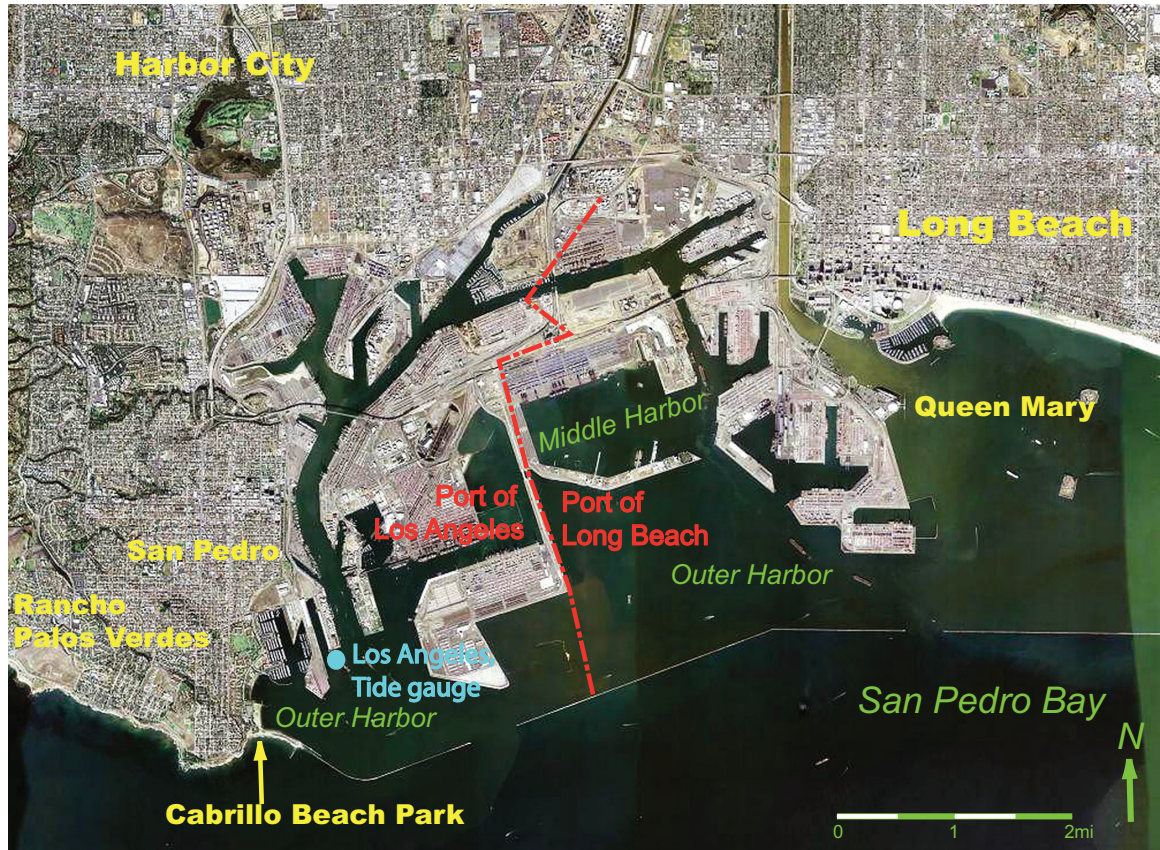 Harbor City
Long Beach
Queen Mary
Middle Harbor
Port of
Los Angeles
Port of
Long Beach
San Pedro
Outer Harbor
Rancho
Palos Verdes
Los Angeles,
Tide gauge
Outer Harbor
San Pedro Bay
N
Cabrillo Beach Park
0 1 2mi